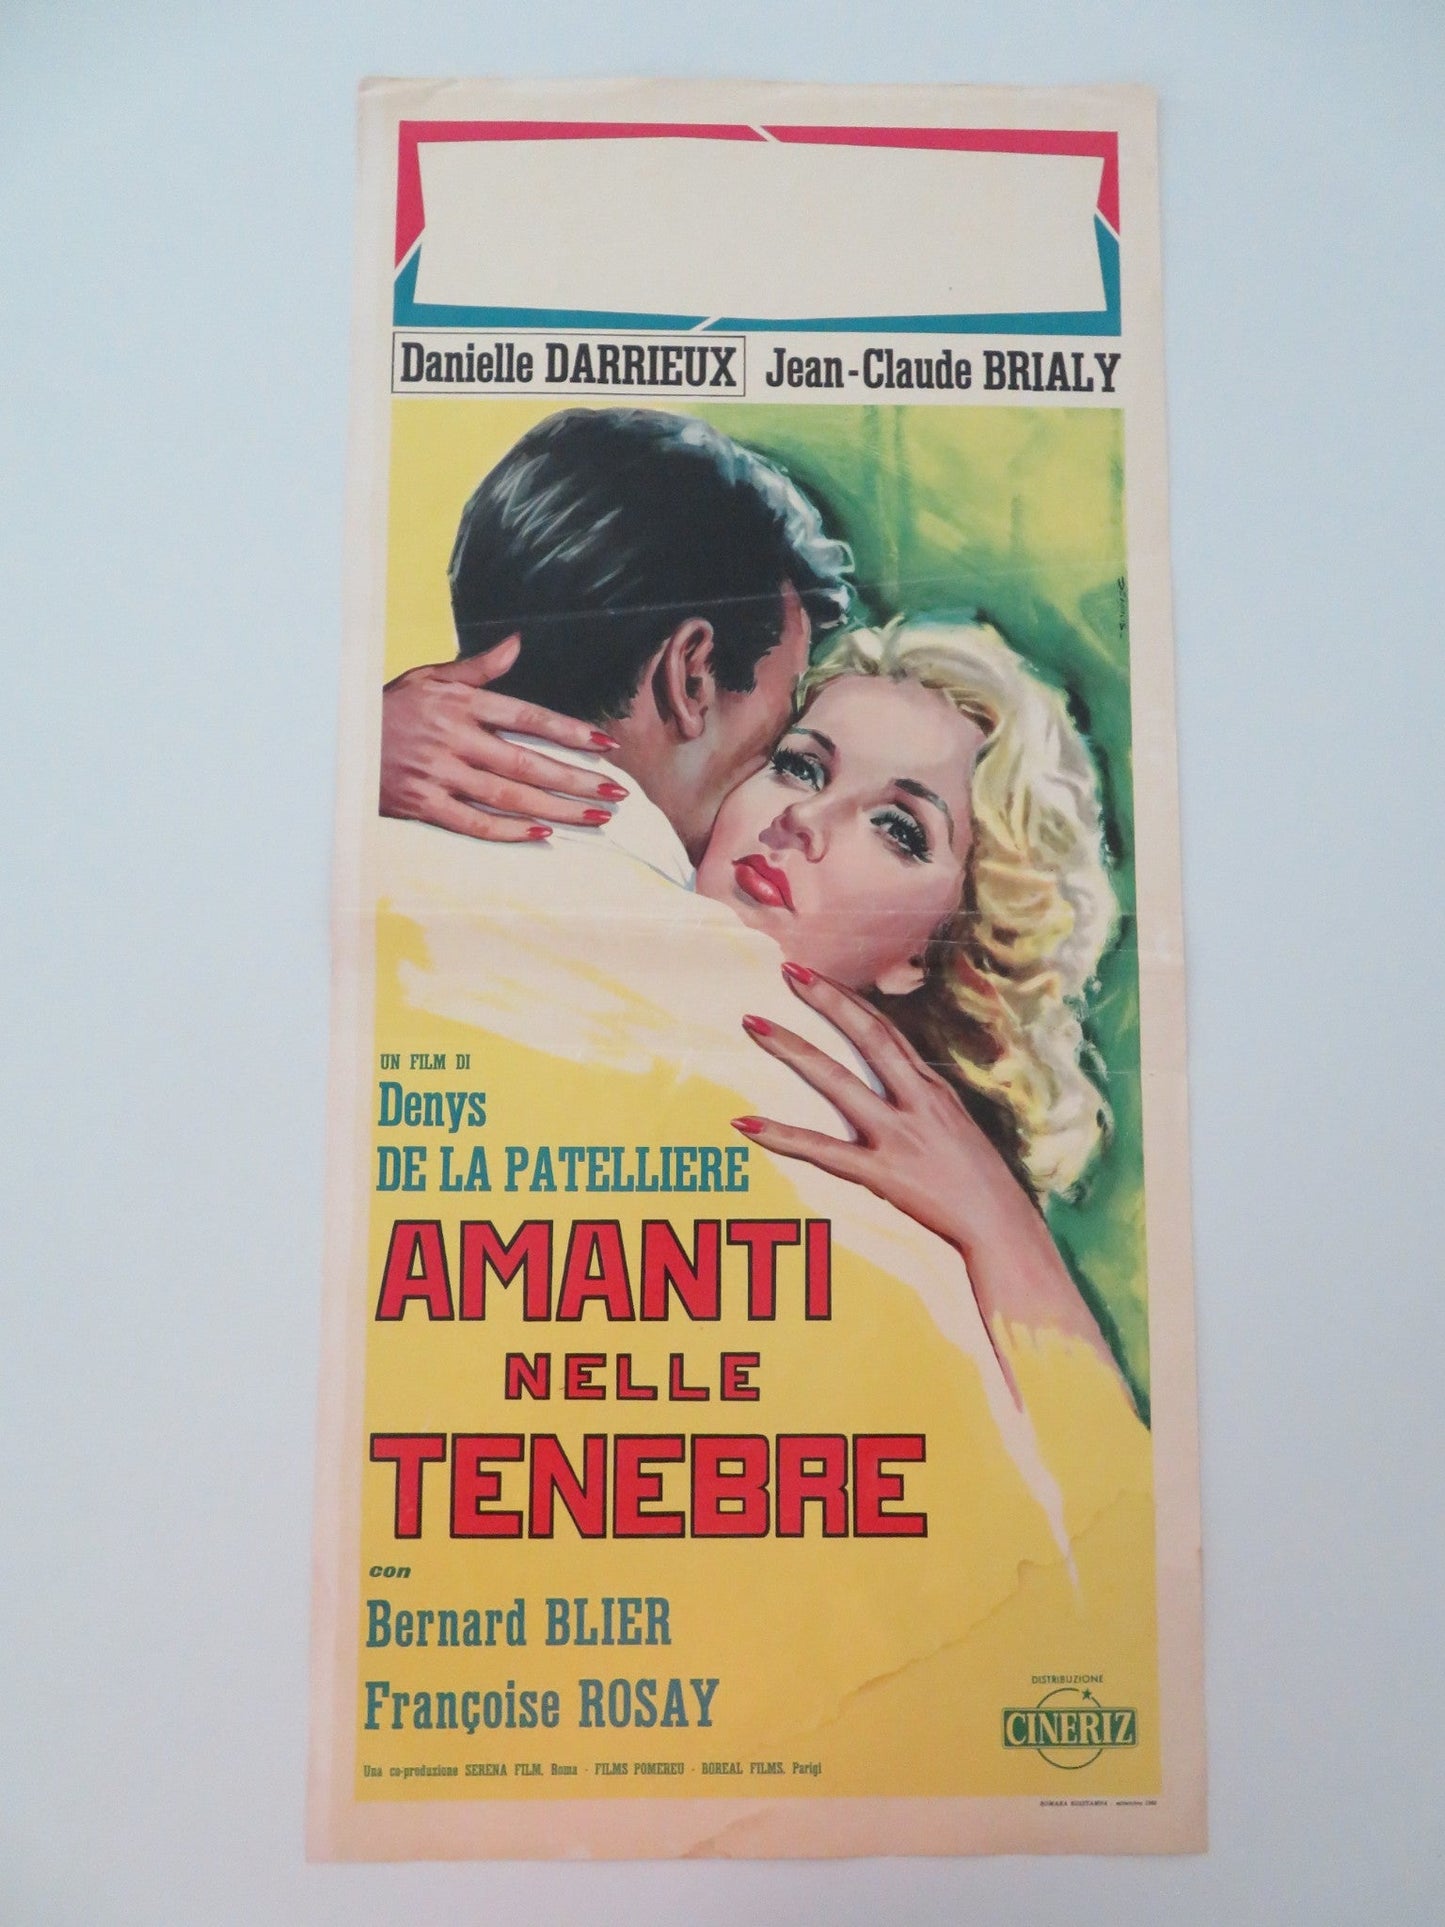 Danielle DARRIEUX Jean-Claude BRIALY
UN FILM DI
Denys
DE LA PATELLIERE
AMANTI
NELLE
TENEBRE
con
Bernard BLIER
Françoise ROSAY
DISTRIBUZIONE
CINERIZ
Una co-produzione SERENA FILM, Roma - FILMS POMEREU - BOREAL FILMS, Parigi